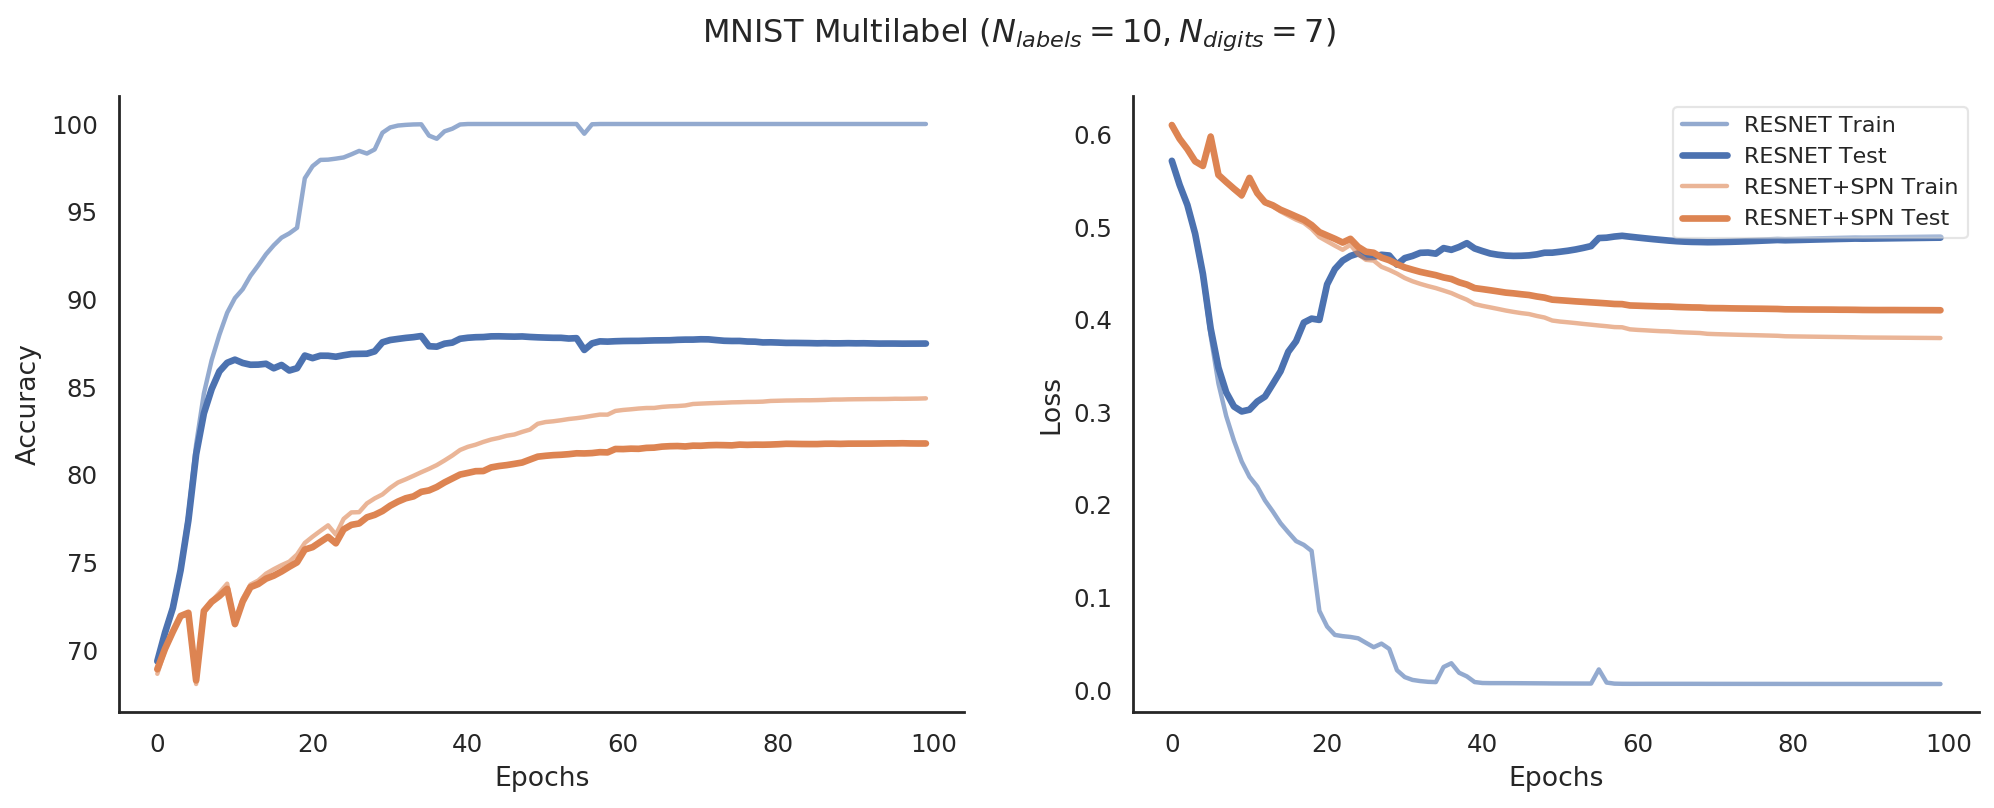 MNIST Multilabel (N_labels = 10, N_digits = 7)
Accuracy
100
95
90
85
80
75
70
0 20 40 60 80 100
Epochs
Loss
0.6
0.5
0.4
0.3
0.2
0.1
0.0
0 20 40 60 80 100
Epochs
RESNET Train
RESNET Test
RESNET+SPN Train
RESNET+SPN Test